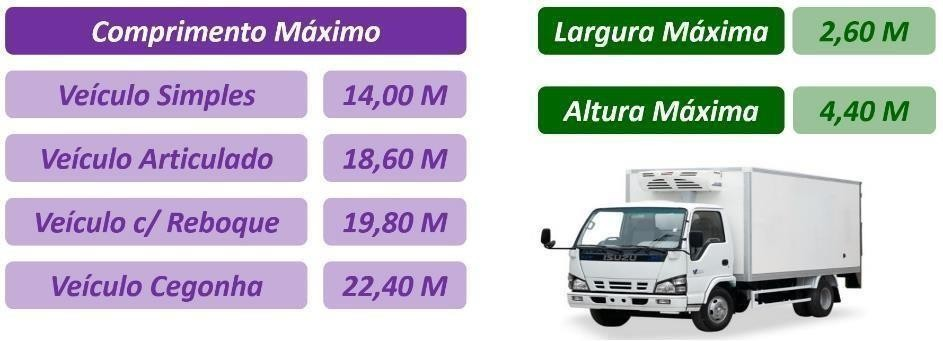 Comprimento Máximo
Veículo Simples 14,00 M
Veículo Articulado 18,60 M
Veículo c/ Reboque 19,80 M
Veículo Cegonha 22,40 M
Largura Máxima 2,60 M
Altura Máxima 4,40 M
ISUZU